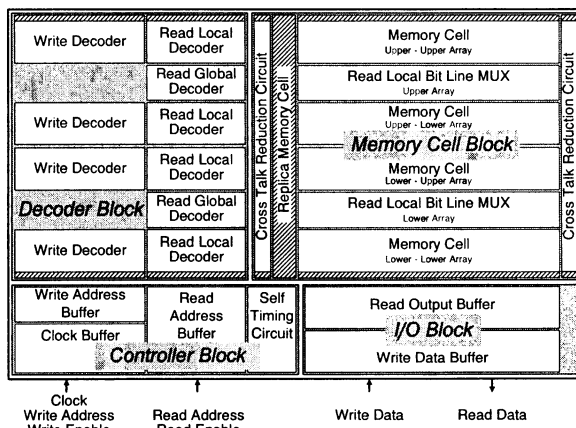 Write Decoder
Read Local
Decoder
Read Global
Decoder
Write Decoder
Read Local
Decoder
Write Decoder
Read Local
Decoder
Decoder Block
Read Global
Decoder
Write Decoder
Read Local
Decoder
Cross Talk Reduction Circuit
Replica Memory Cell
Memory Cell
Upper - Upper Array
Read Local Bit Line MUX
Upper Array
Memory Cell
Upper - Lower Array
Memory Cell Block
Memory Cell
Lower - Upper Array
Read Local Bit Line MUX
Lower Array
Memory Cell
Lower - Lower Array
Cross Talk Reduction Circuit
Write Address
Buffer
Clock Buffer
Read
Address
Buffer
Self
Timing
Circuit
Controller Block
Read Output Buffer
I/O Block
Write Data Buffer
Clock
Write Address
Write Enable
Read Address
Read Enable
Write Data
Read Data